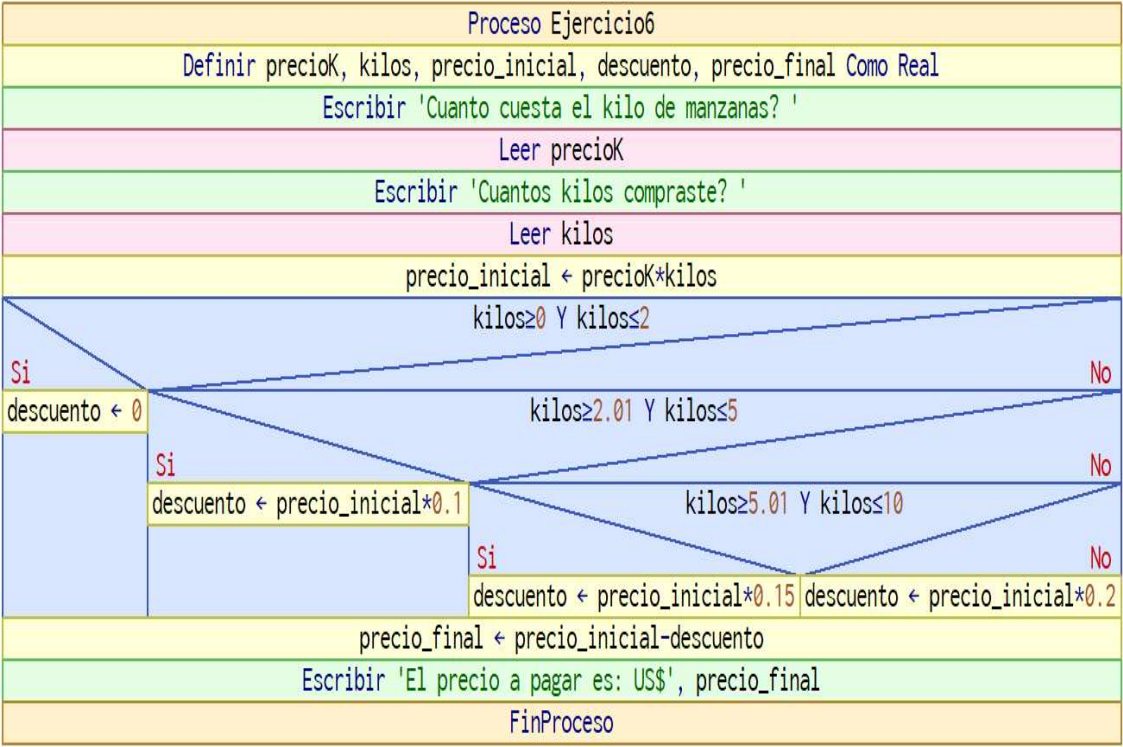 Proceso Ejercicio6
Definir precioK, kilos, precio_inicial, descuento, precio_final Como Real
Escribir 'Cuanto cuesta el kilo de manzanas? '
Leer precioK
Escribir 'Cuantos kilos compraste? '
Leer kilos
precio_inicial ← precioK*kilos
kilos≥0 Y kilos≤2
Si No
descuento ← 0
kilos≥2.01 Y kilos≤5
Si No
descuento ← precio_inicial*0.1
kilos≥5.01 Y kilos≤10
Si No
descuento ← precio_inicial*0.15
descuento ← precio_inicial*0.2
precio_final ← precio_inicial-descuento
Escribir 'El precio a pagar es: US$', precio_final
FinProceso